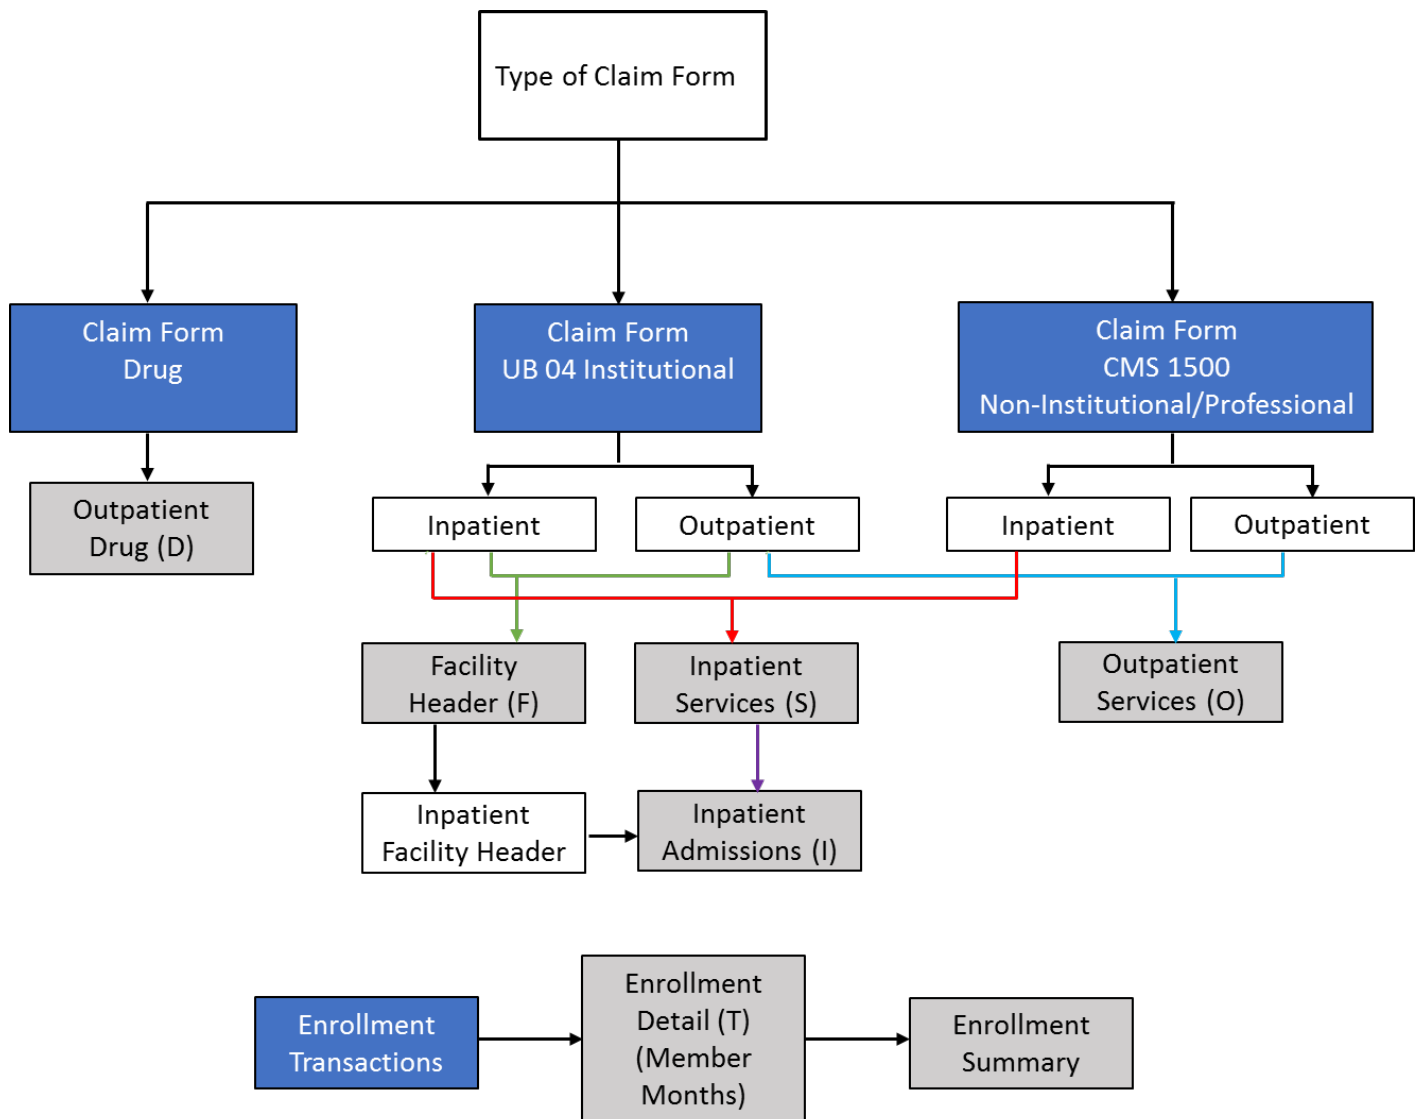 Type of Claim Form
Claim Form
Drug
Claim Form
UB 04 Institutional
Claim Form
CMS 1500
Non-Institutional/Professional
Outpatient
Drug (D)
Inpatient
Outpatient
Inpatient
Outpatient
Facility
Header (F)
Inpatient
Services (S)
Outpatient
Services (O)
Inpatient
Facility Header
Inpatient
Admissions (I)
Enrollment
Transactions
Enrollment
Detail (T)
(Member
Months)
Enrollment
Summary